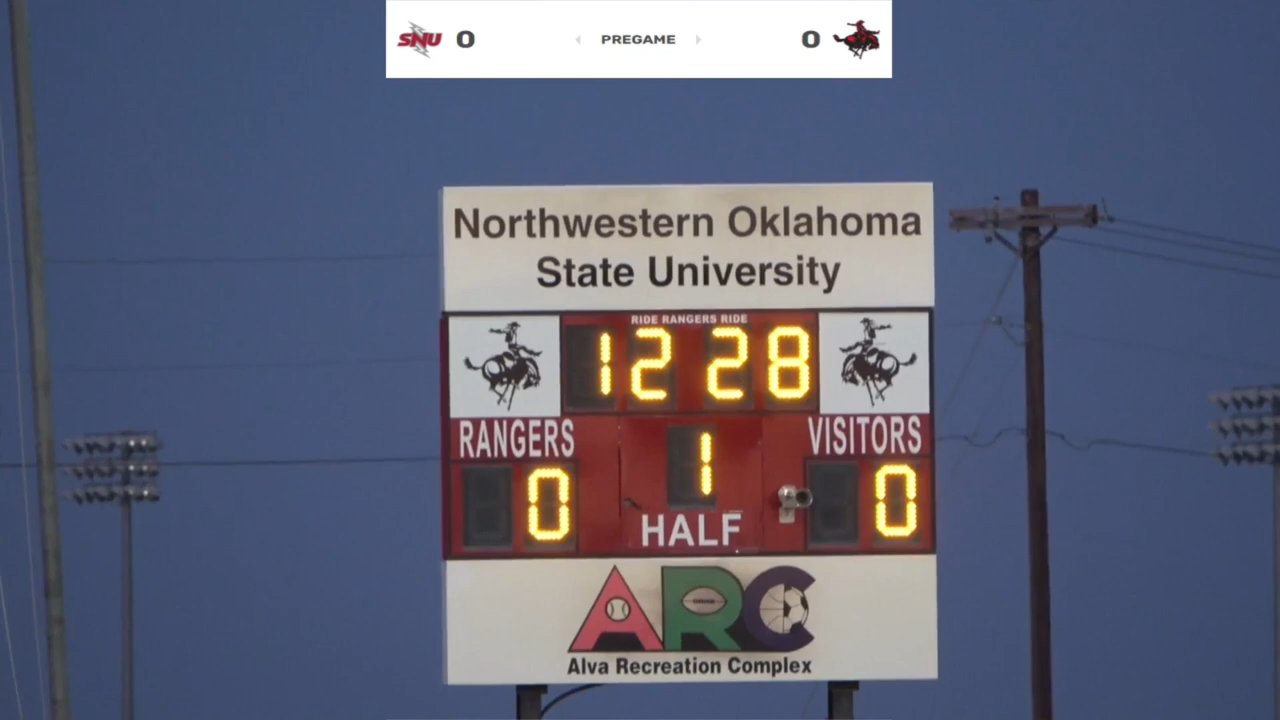 SNU 0 PREGAME 0
Northwestern Oklahoma
State University
RIDE RANGERS RIDE
12 28
RANGERS VISITORS
1
0 0
HALF
ARC
Alva Recreation Complex